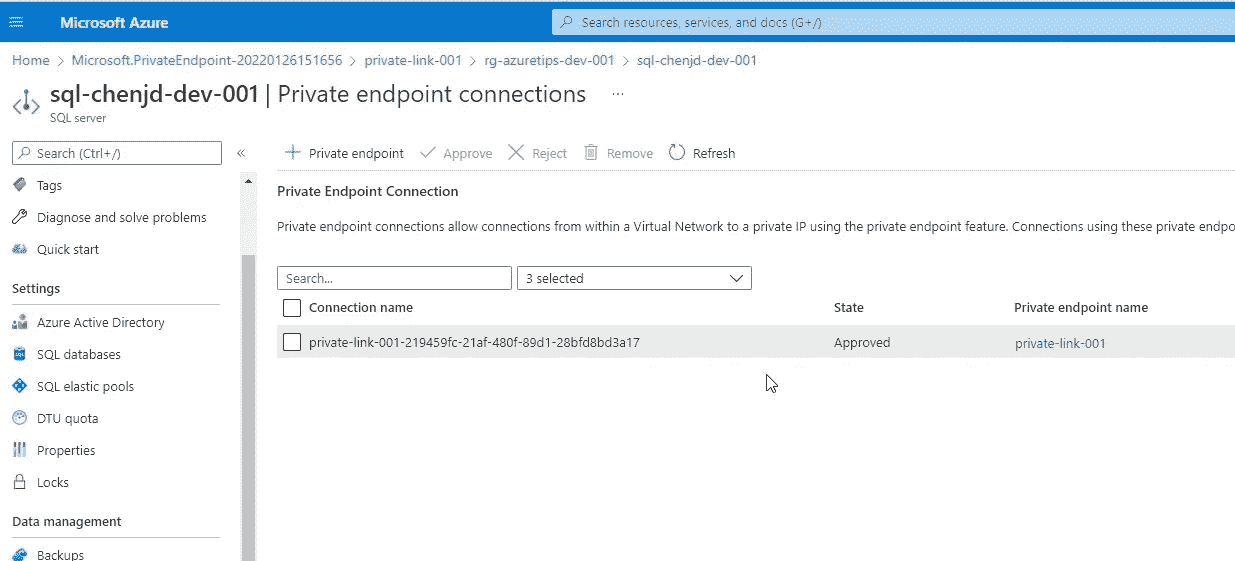 Microsoft Azure
Search resources, services, and docs (G+/)
Home > Microsoft.PrivateEndpoint-20220126151656 > private-link-001 > rg-azuretips-dev-001 > sql-chenjd-dev-001
sql-chenjd-dev-001 | Private endpoint connections ...
SQL server
Search (Ctrl+/) «
Private endpoint Approve Reject Remove Refresh
Tags
Diagnose and solve problems
Quick start
Settings
Azure Active Directory
SQL databases
SQL elastic pools
DTU quota
Properties
Locks
Data management
Backups
Private Endpoint Connection
Private endpoint connections allow connections from within a Virtual Network to a private IP using the private endpoint feature. Connections using these private endpo
Search... 3 selected
Connection name State Private endpoint name
private-link-001-219459fc-21af-480f-89d1-28bfd8bd3a17 Approved private-link-001